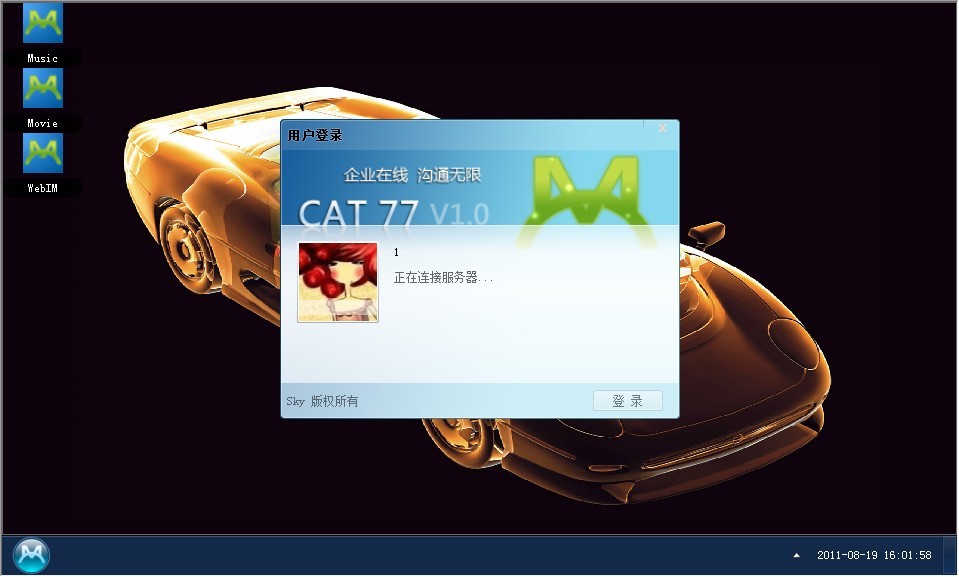 Music
Movie
WebIM
用户登录
企业在线 沟通无限
CAT 77 V1.0
1
正在连接服务器...
Sky 版权所有
登 录
2011-08-19 16:01:58